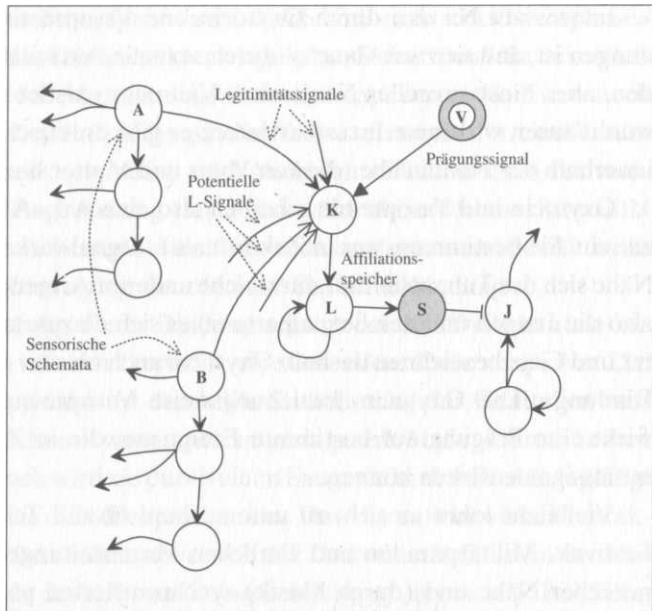 A
Legitimitätssignale
V
Prägungssignal
Potentielle
L-Signale
K
Affiliations-
speicher
L
S
J
Sensorische
Schemata
B